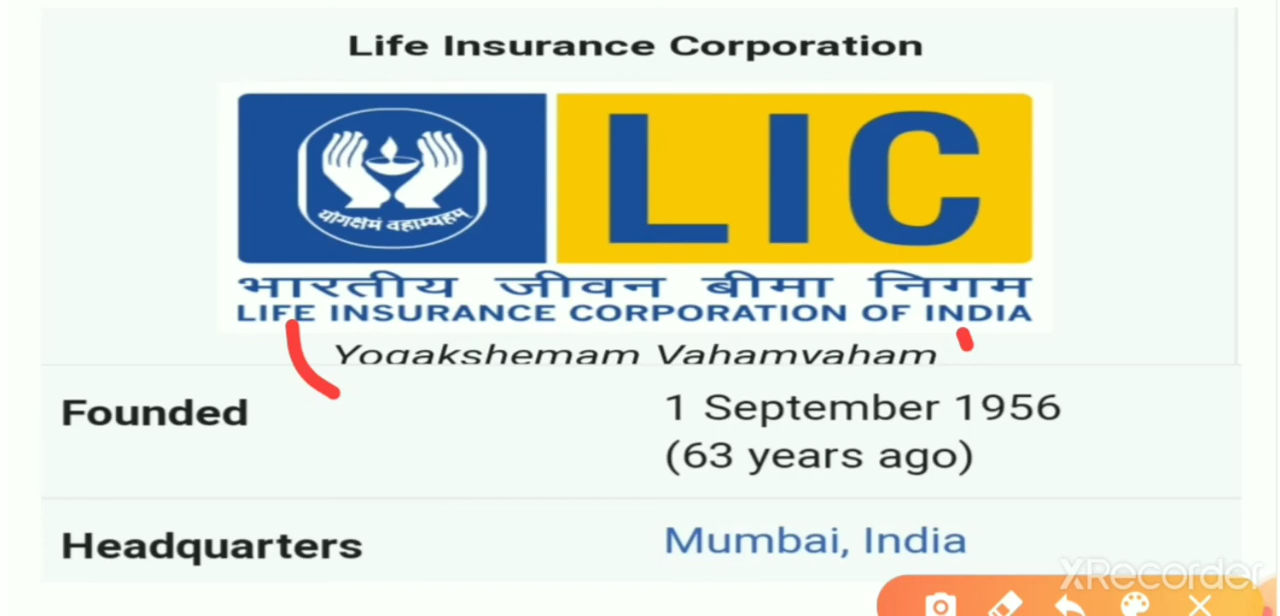 Life Insurance Corporation
योगक्षेमं वहाम्यहम्
LIC
भारतीय जीवन बीमा निगम
LIFE INSURANCE CORPORATION OF INDIA
Yogakshemam Vahamyaham
Founded
1 September 1956
(63 years ago)
Headquarters
Mumbai, India
XRecorder